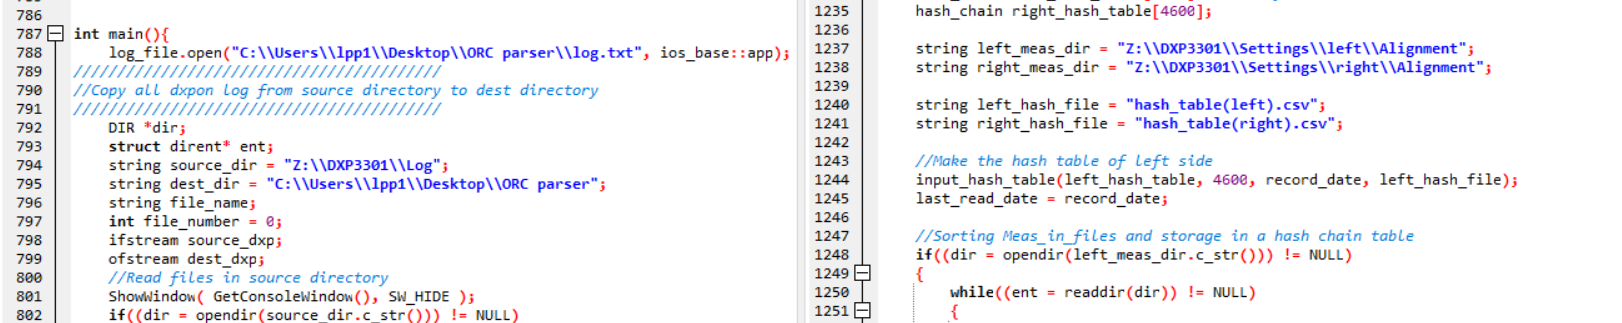 786
787 int main(){
788 log_file.open("C:\\Users\\lpp1\\Desktop\\ORC parser\\log.txt", ios_base::app);
789 //////////////////////////////////////////
790 //Copy all dxpon log from source directory to dest directory
791 //////////////////////////////////////////
792 DIR *dir;
793 struct dirent* ent;
794 string source_dir = "Z:\\DXP3301\\Log";
795 string dest_dir = "C:\\Users\\lpp1\\Desktop\\ORC parser";
796 string file_name;
797 int file_number = 0;
798 ifstream source_dxp;
799 ofstream dest_dxp;
800 //Read files in source directory
801 ShowWindow( GetConsoleWindow(), SW_HIDE );
802 if((dir = opendir(source_dir.c_str())) != NULL)
1235 hash_chain right_hash_table[4600];
1236
1237 string left_meas_dir = "Z:\\DXP3301\\Settings\\left\\Alignment";
1238 string right_meas_dir = "Z:\\DXP3301\\Settings\\right\\Alignment";
1239
1240 string left_hash_file = "hash_table(left).csv";
1241 string right_hash_file = "hash_table(right).csv";
1242
1243 //Make the hash table of left side
1244 input_hash_table(left_hash_table, 4600, record_date, left_hash_file);
1245 last_read_date = record_date;
1246
1247 //Sorting Meas_in_files and storage in a hash chain table
1248 if((dir = opendir(left_meas_dir.c_str())) != NULL)
1249 {
1250 while((ent = readdir(dir)) != NULL)
1251 {